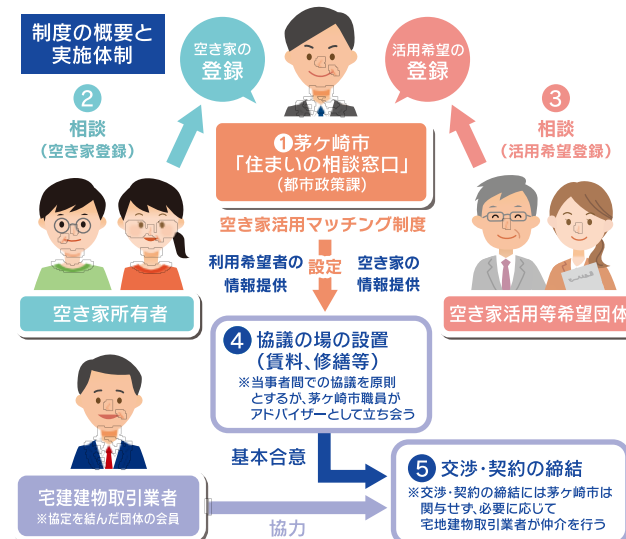 制度の概要と
実施体制
空き家の
登録
活用希望の
登録
2
相談
(空き家登録)
3
相談
(活用希望登録)
1茅ヶ崎市
「住まいの相談窓口」
(都市政策課)
空き家活用マッチング制度
利用希望者の
情報提供
設定
空き家の
情報提供
空き家所有者
空き家活用等希望団体
4 協議の場の設置
(賃料、修繕等)
※当事者間での協議を原則
とするが、茅ヶ崎市職員が
アドバイザーとして立ち会う
基本合意
宅建建物取引業者
※協定を結んだ団体の会員
協力
5 交渉・契約の締結
※交渉・契約の締結には茅ヶ崎市は
関与せず、必要に応じて
宅地建物取引業者が仲介を行う